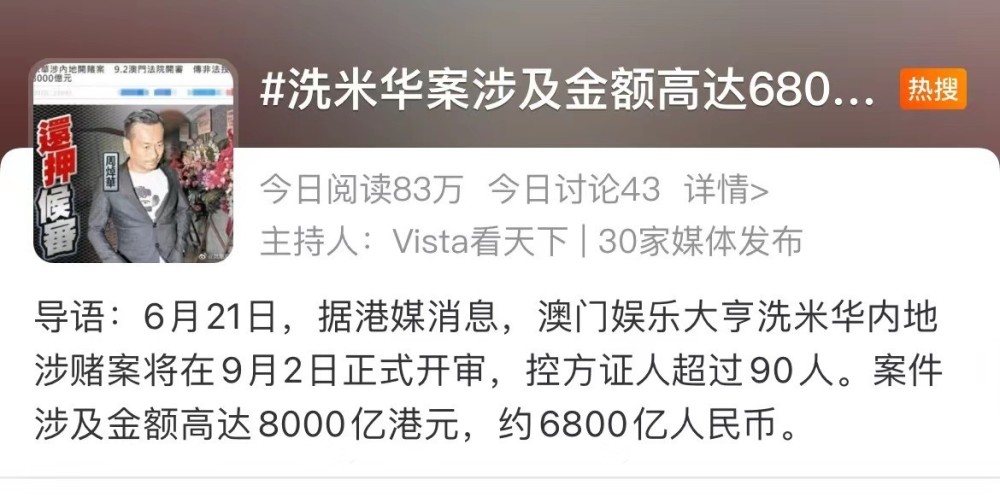 華涉內地開賭案 9.2澳門法院開審 傳非法投
8000億元
#洗米华案涉及金额高达680...
热搜
還押
候審
周焯華
今日阅读83万 今日讨论43 详情>
主持人：Vista看天下 | 30家媒体发布
导语：6月21日，据港媒消息，澳门娱乐大亨洗米华内地
涉赌案将在9月2日正式开审，控方证人超过90人。案件
涉及金额高达8000亿港元，约6800亿人民币。